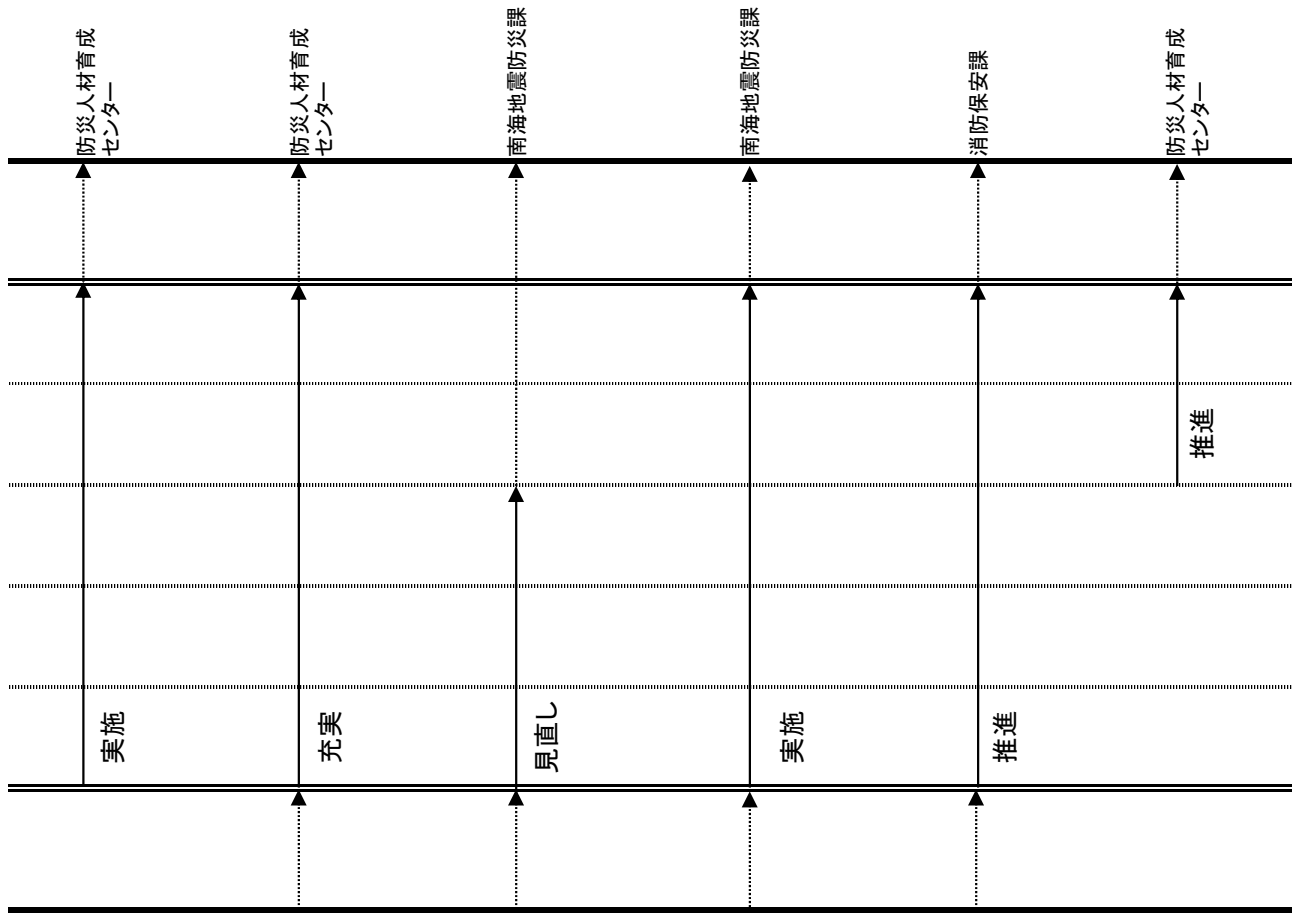 防災人材育成
センター
防災人材育成
センター
南海地震防災課
南海地震防災課
消防保安課
防災人材育成
センター
実施
充実
見直し
実施
推進
推進